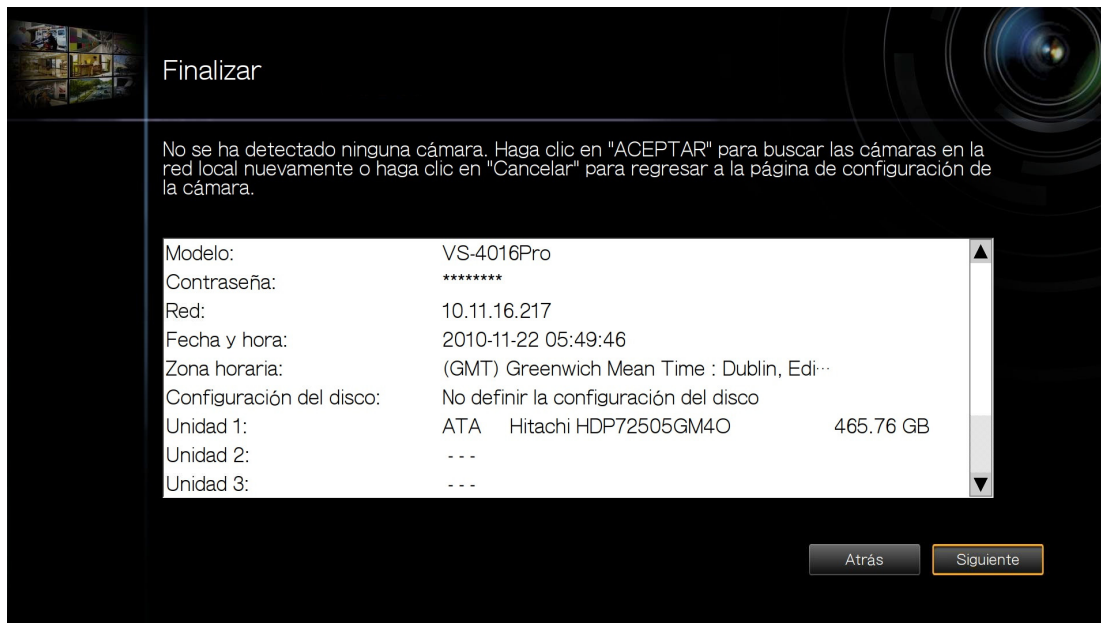 Finalizar
No se ha detectado ninguna cámara. Haga clic en "ACEPTAR" para buscar las cámaras en la
red local nuevamente o haga clic en "Cancelar" para regresar a la página de configuración de
la cámara.
Modelo: VS-4016Pro
Contraseña: ********
Red: 10.11.16.217
Fecha y hora: 2010-11-22 05:49:46
Zona horaria: (GMT) Greenwich Mean Time : Dublin, Edi...
Configuración del disco: No definir la configuración del disco
Unidad 1: ATA Hitachi HDP72505GM4O 465.76 GB
Unidad 2: - - -
Unidad 3: - - -
Atrás Siguiente